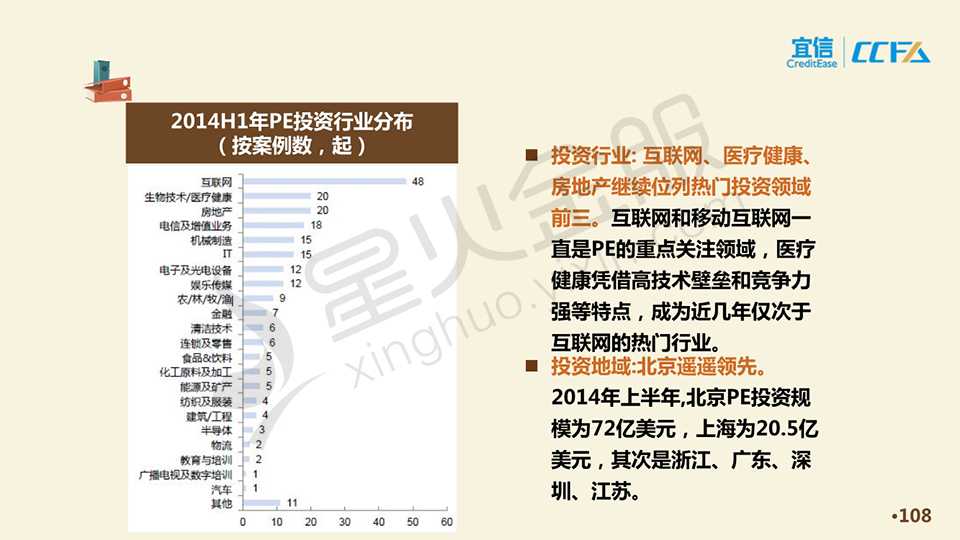 宜信
CreditEase
CCFA
2014H1年PE投资行业分布
（按案例数，起）
互联网 48
生物技术/医疗健康 20
房地产 20
电信及增值业务 18
机械制造 15
IT 15
电子及光电设备 12
娱乐传媒 12
农/林/牧/渔 9
金融 7
清洁技术 6
连锁及零售 6
食品&饮料 5
化工原料及加工 5
能源及矿产 5
纺织及服装 4
建筑/工程 4
半导体 3
物流 2
教育与培训 2
广播电视及数字培训 1
汽车 1
其他 11
0 10 20 30 40 50 60
■ 投资行业: 互联网、医疗健康、
房地产继续位列热门投资领域
前三。互联网和移动互联网一
直是PE的重点关注领域，医疗
健康凭借高技术壁垒和竞争力
强等特点，成为近几年仅次于
互联网的热门行业。
■ 投资地域:北京遥遥领先。
2014年上半年,北京PE投资规
模为72亿美元，上海为20.5亿
美元，其次是浙江、广东、深
圳、江苏。
星火金服
xinghuo.yixin.com
•108